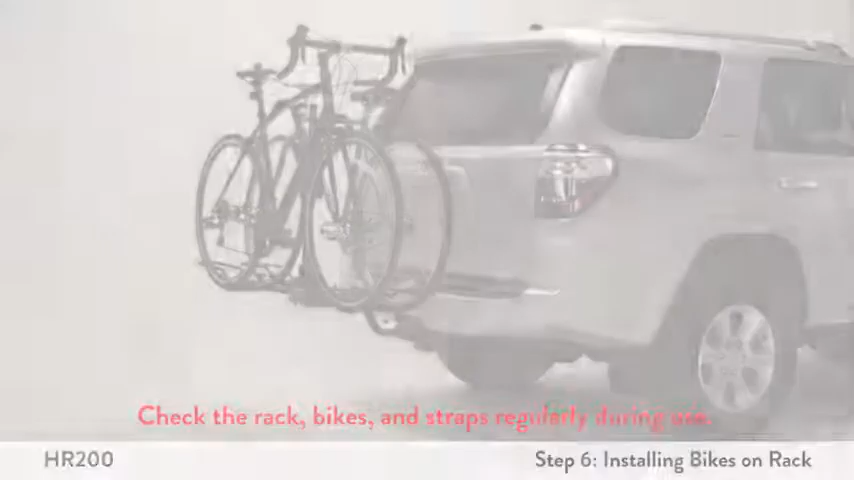 Check the rack, bikes, and straps regularly during use.
HR200
Step 6: Installing Bikes on Rack